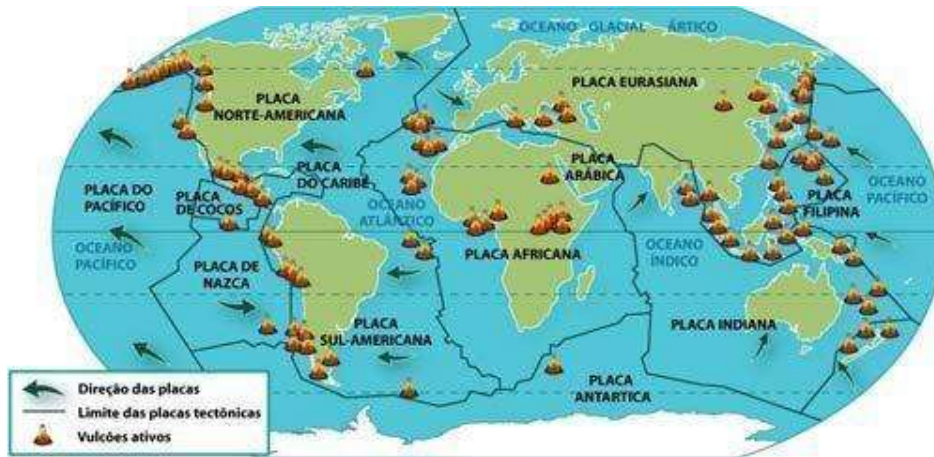 OCEANO GLACIAL ÁRTICO
PLACA EURASIANA
PLACA
NORTE-AMERICANA
PLACA
DO CARIBE
PLACA
ARÁBICA
PLACA DO PACÍFICO
PLACA
DE COCOS
OCEANO
ATLÂNTICO
PLACA
FILIPINA
OCEANO
PACÍFICO
OCEANO
PACÍFICO
PLACA AFRICANA
OCEANO
ÍNDICO
PLACA DE
NAZCA
PLACA
SUL-AMERICANA
PLACA INDIANA
PLACA
ANTARTICA
Direção das placas
Limite das placas tectônicas
Vulcões ativos